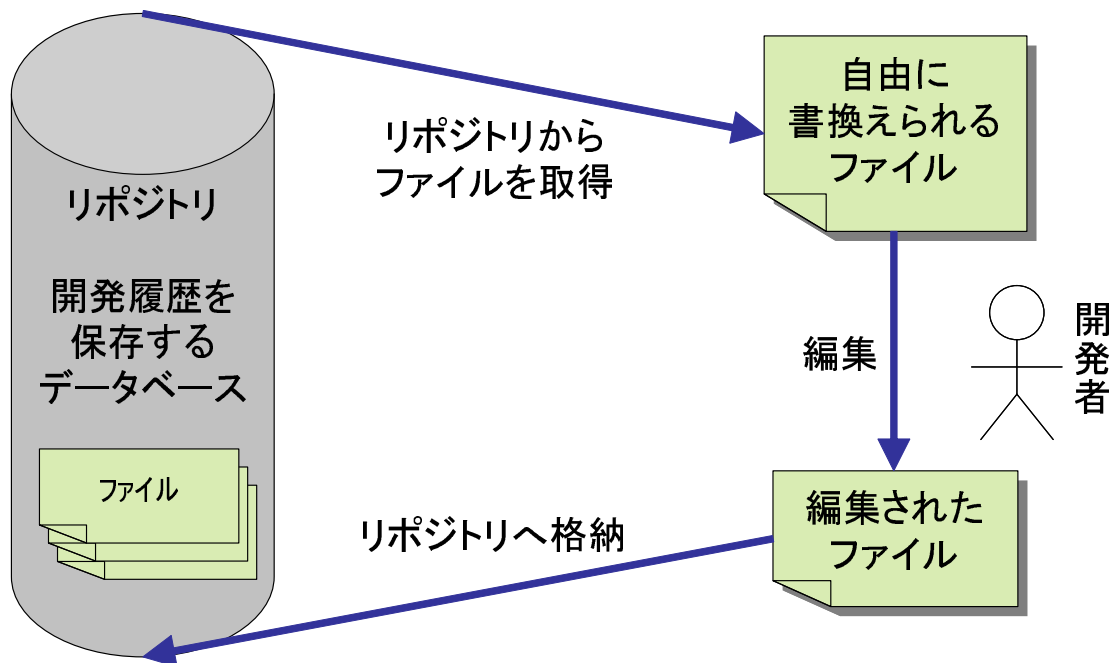 リポジトリ
開発履歴を
保存する
データベース
ファイル
リポジトリから
ファイルを取得
自由に
書換えられる
ファイル
編集
開発者
編集された
ファイル
リポジトリへ格納